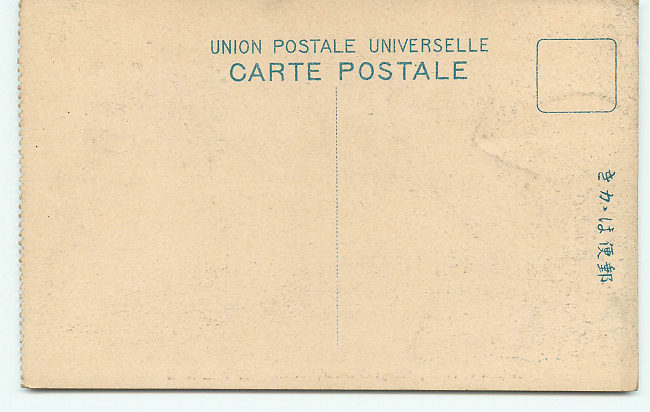 UNION POSTALE UNIVERSELLE
CARTE POSTALE
郵便はかき